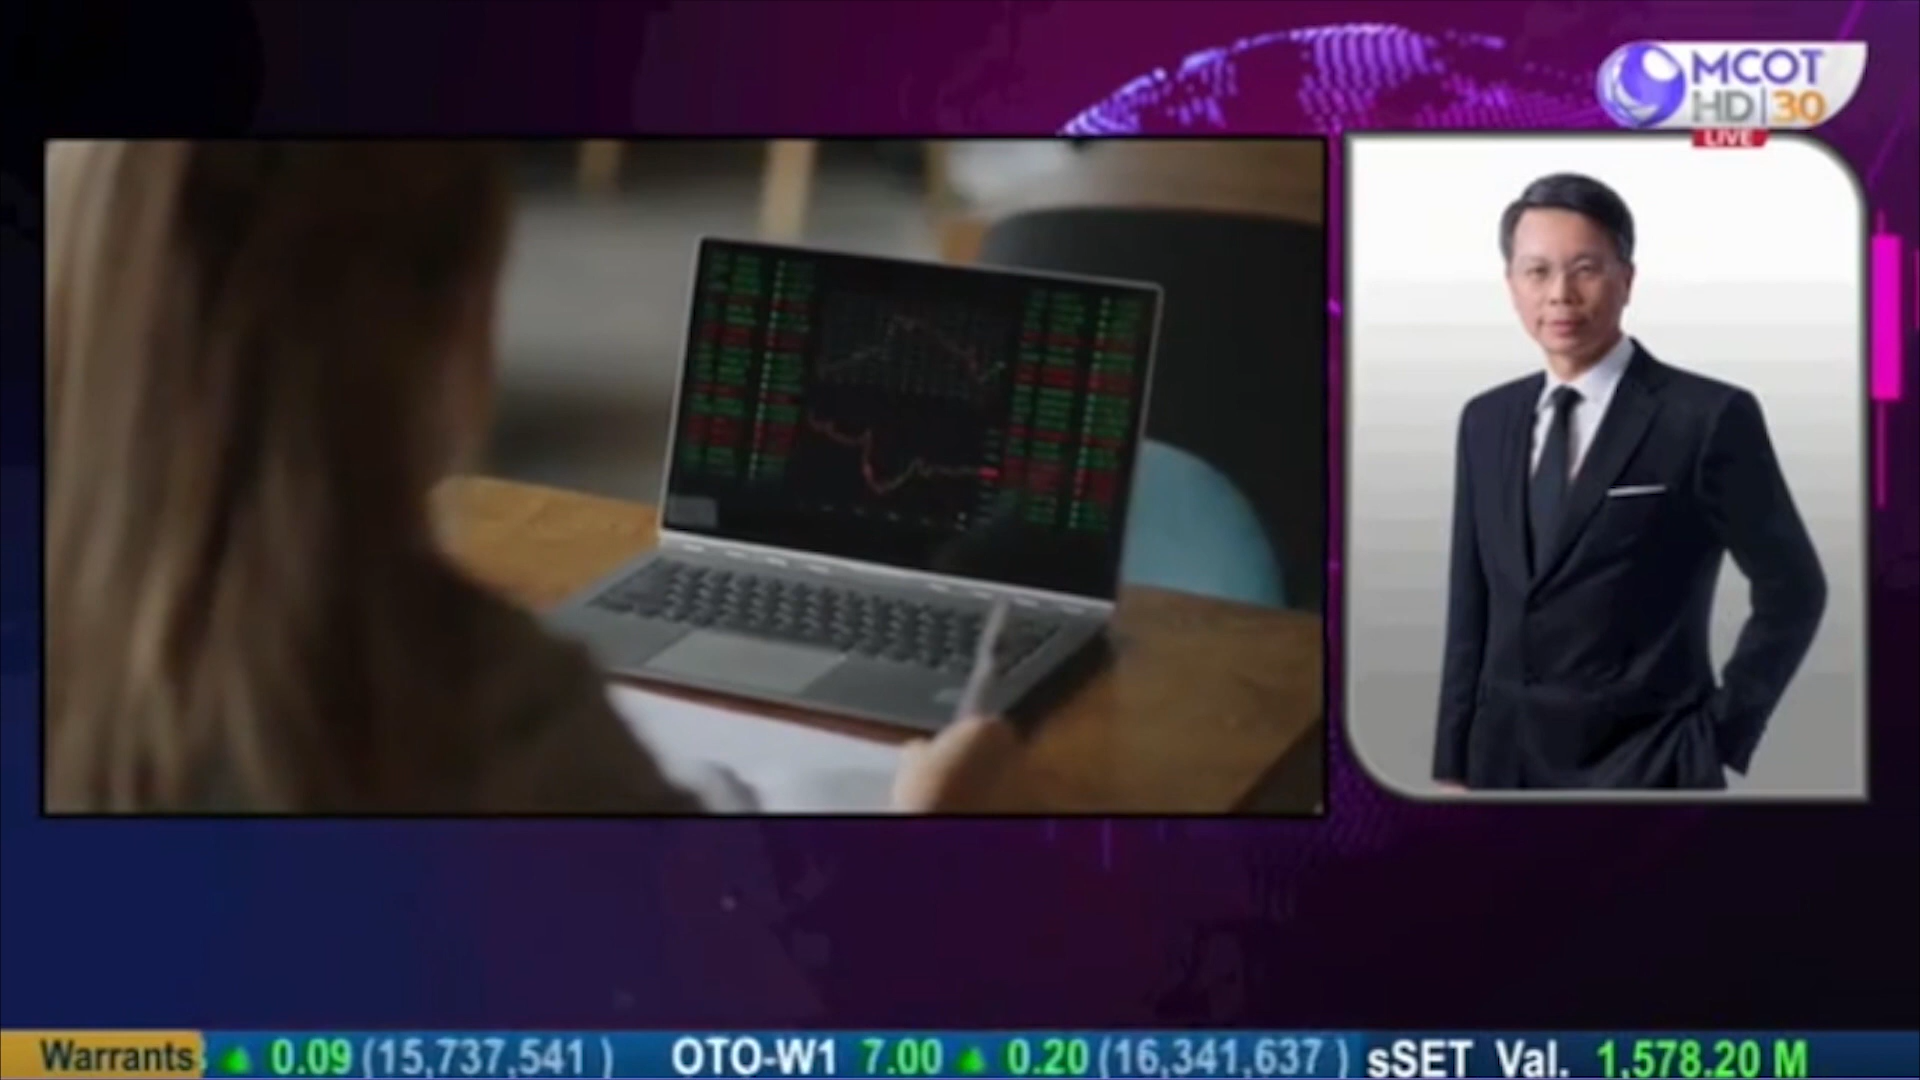 MCOT
HD|30
LIVE
Warrants ▲ 0.09 (15,737,541 ) OTO-W1 7.00 ▲ 0.20 (16,341,637 ) sSET Val. 1,578.20 M